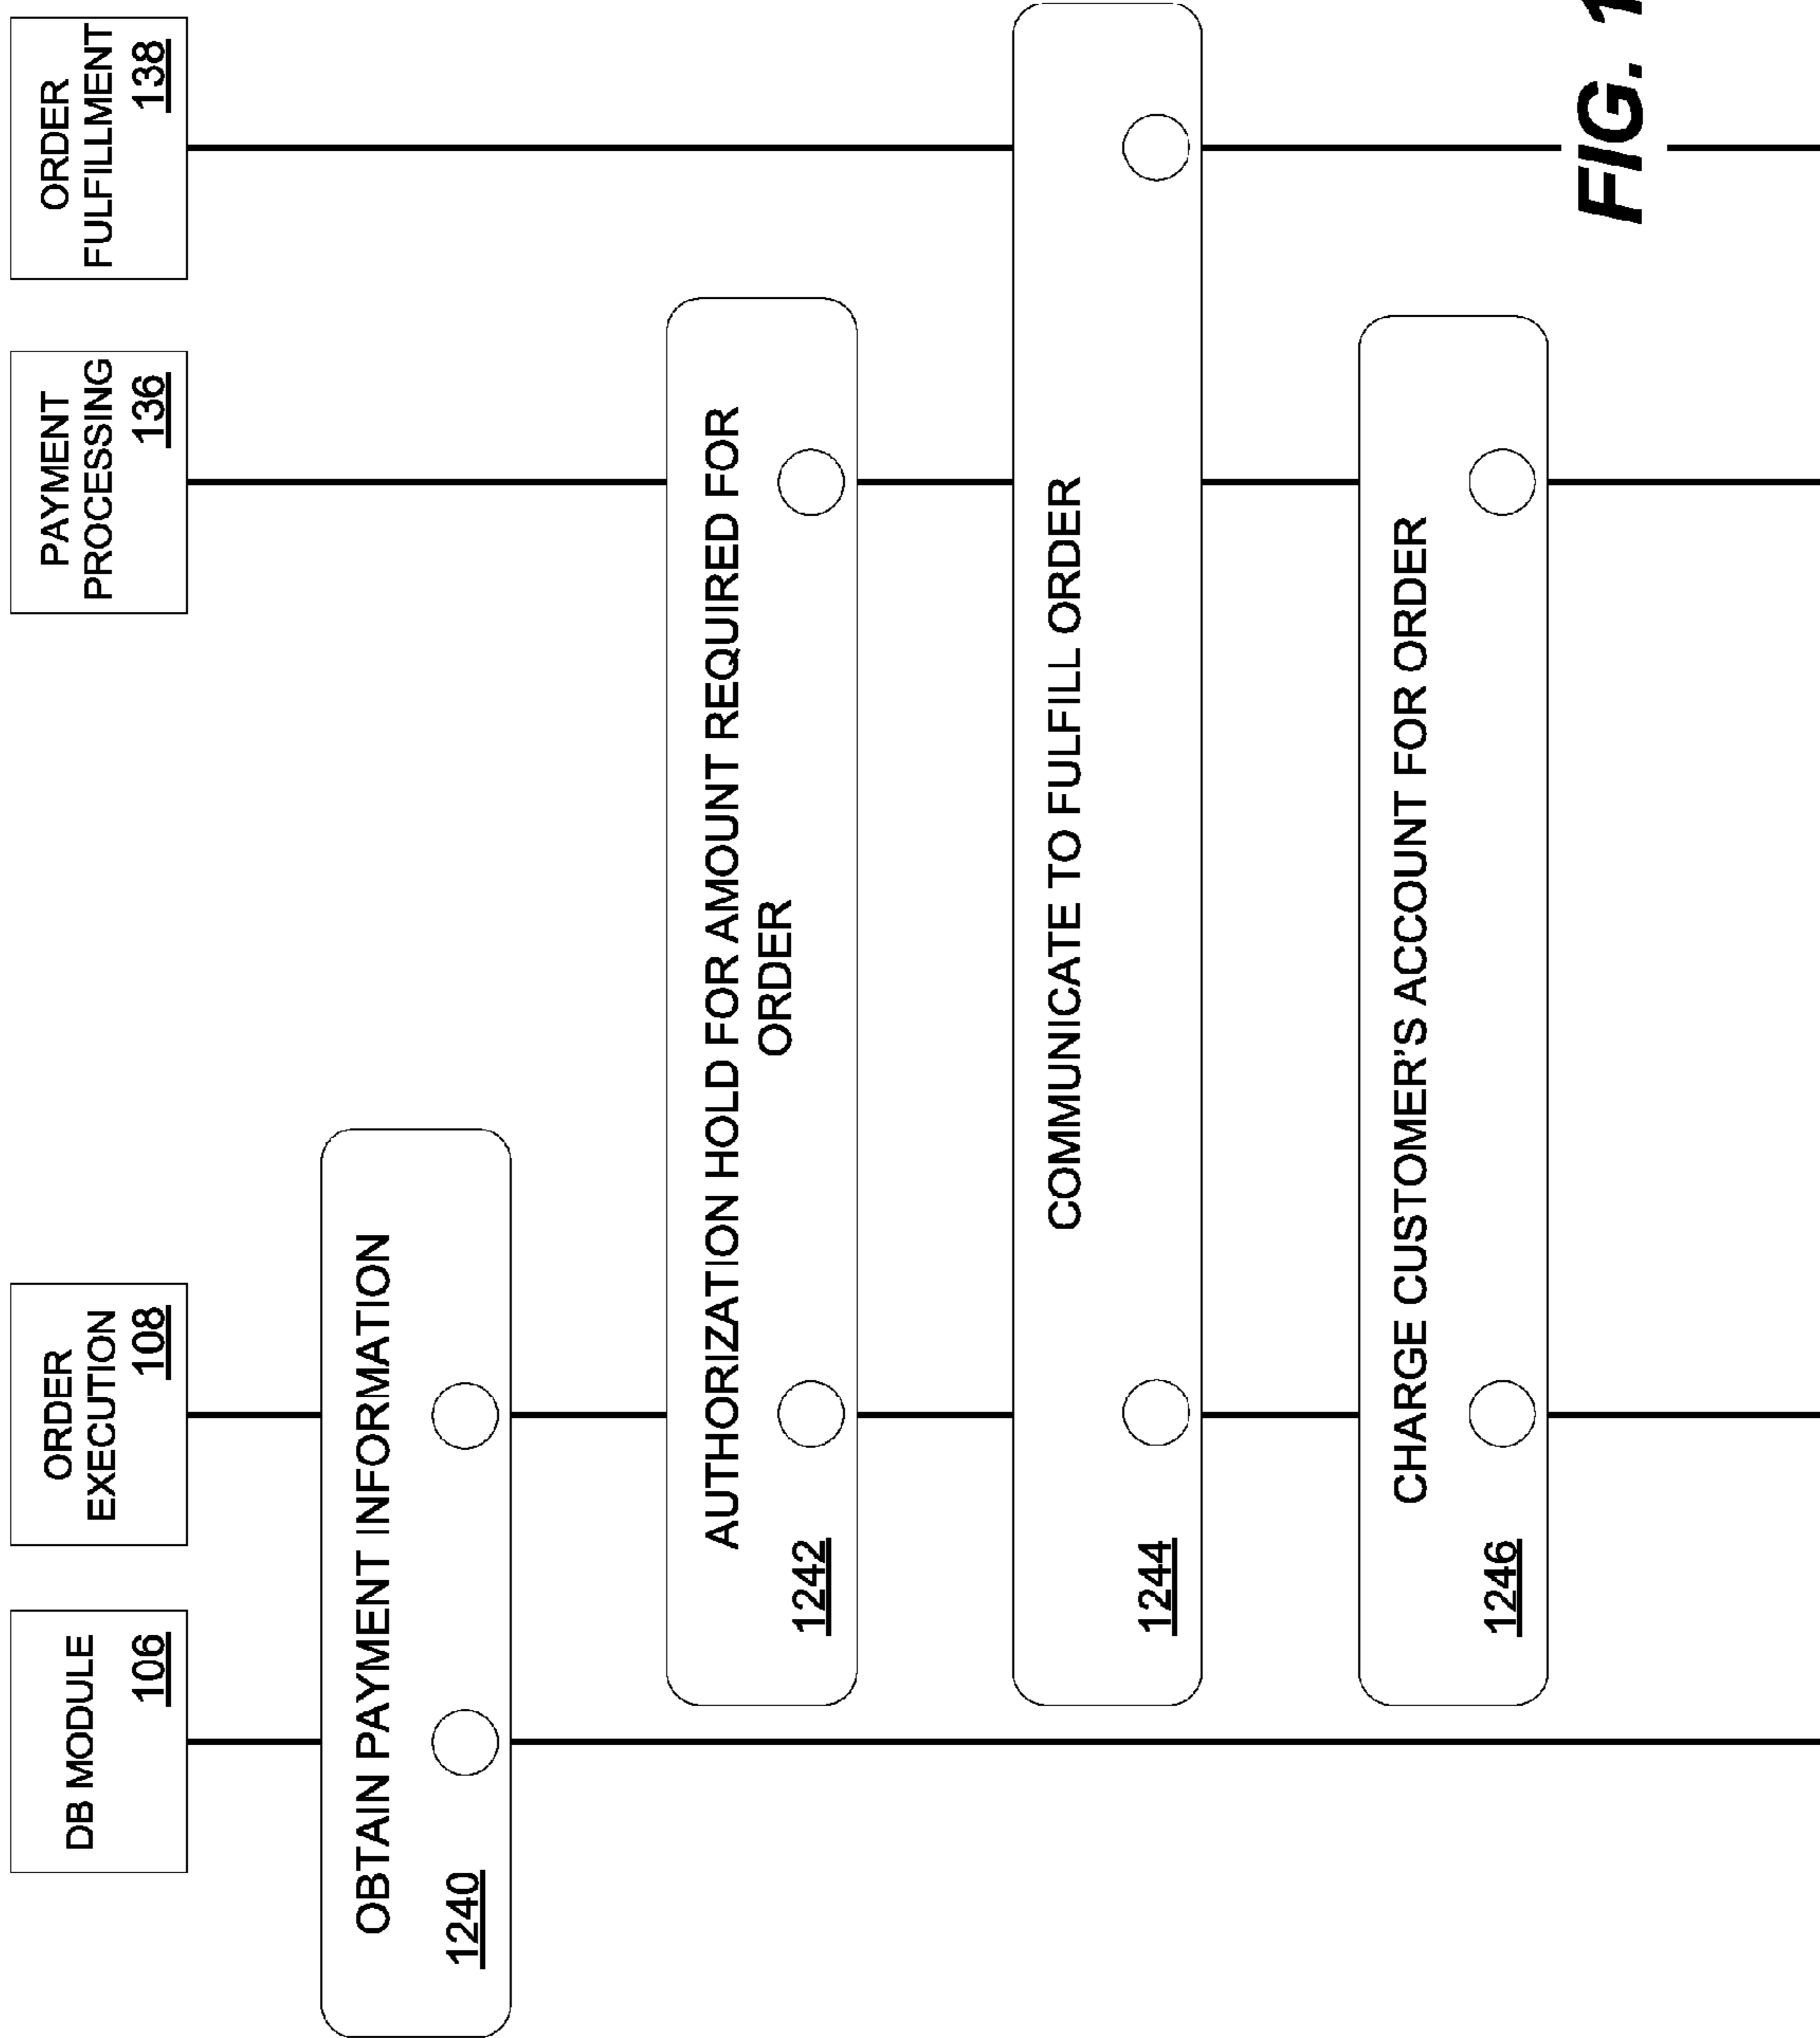 DB MODULE
106
ORDER
EXECUTION
108
PAYMENT
PROCESSING
136
ORDER
FULFILLMENT
138
OBTAIN PAYMENT INFORMATION
1240
AUTHORIZATION HOLD FOR AMOUNT REQUIRED FOR
ORDER
1242
COMMUNICATE TO FULFILL ORDER
1244
CHARGE CUSTOMER'S ACCOUNT FOR ORDER
1246
FIG.